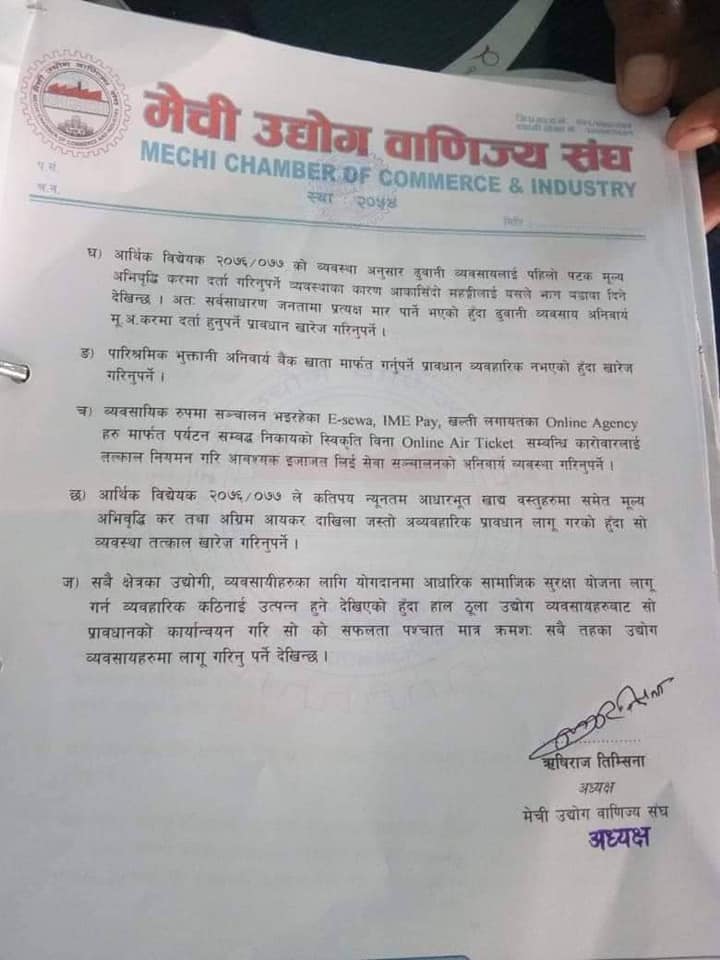 मेची उद्योग वाणिज्य संघ
MECHI CHAMBER OF COMMERCE & INDUSTRY
स्था २०५४
प.सं.
च.न.
मिति
घ) आर्थिक विद्येयक २०७६/०७७ को व्यवस्था अनुसार ढुवानी व्यवसायलाई पहिलो पटक मूल्य
अभिवृद्धि करमा दर्ता गरिनुपर्ने व्यवस्थाका कारण आकासिंदो महङ्गीलाई यसले भान बढावा दिने
देखिन्छ । अतः सर्वसाधारण जनतामा प्रत्यक्ष मार पार्ने भएको हुँदा ढुवानी व्यवसाय अनिवार्य
मू.अ.करमा दर्ता हुनुपर्ने प्रावधान खारेज गरिनुपर्ने ।
ङ) पारिश्रमिक भुक्तानी अनिवार्य बैक खाता मार्फत गर्नुपर्ने प्रावधान व्यवहारिक नभएको हुँदा खारेज
गरिनुपर्ने ।
च) व्यवसायिक रुपमा सञ्चालन भइरहेका E-sewa, IME Pay, खल्ती लगायतका Online Agency
हरु मार्फत पर्यटन सम्बद्ध निकायको स्विकृति विना Online Air Ticket सम्बन्धि कारोवारलाई
तत्काल नियमन गरि आवश्यक इजाजत लिई सेवा सञ्चालनको अनिवार्य व्यवस्था गरिनुपर्ने ।
छ) आर्थिक विद्येयक २०७६/०७७ ले कतिपय न्यूनतम आधारभूत खाद्य वस्तुहरुमा समेत मूल्य
अभिवृद्धि कर तथा अग्रिम आयकर दाखिला जस्तो अव्यवहारिक प्रावधान लागू गरको हुँदा सो
व्यवस्था तत्काल खारेज गरिनुपर्ने ।
ज) सबै क्षेत्रका उद्योगी, व्यवसायीहरुका लागि योगदानमा आधारित सामाजिक सुरक्षा योजना लागू
गर्न व्यवहारिक कठिनाई उत्पन्न हुने देखिएको हुँदा हाल ठूला उद्योग व्यवसायहरुबाट सो
प्रावधानको कार्यान्वयन गरि सो को सफलता पश्चात मात्र क्रमशः सबै तहका उद्योग
व्यवसायहरुमा लागू गरिनु पर्ने देखिन्छ ।
ऋषिराज तिम्सिना
अध्यक्ष
मेची उद्योग वाणिज्य संघ
अध्यक्ष